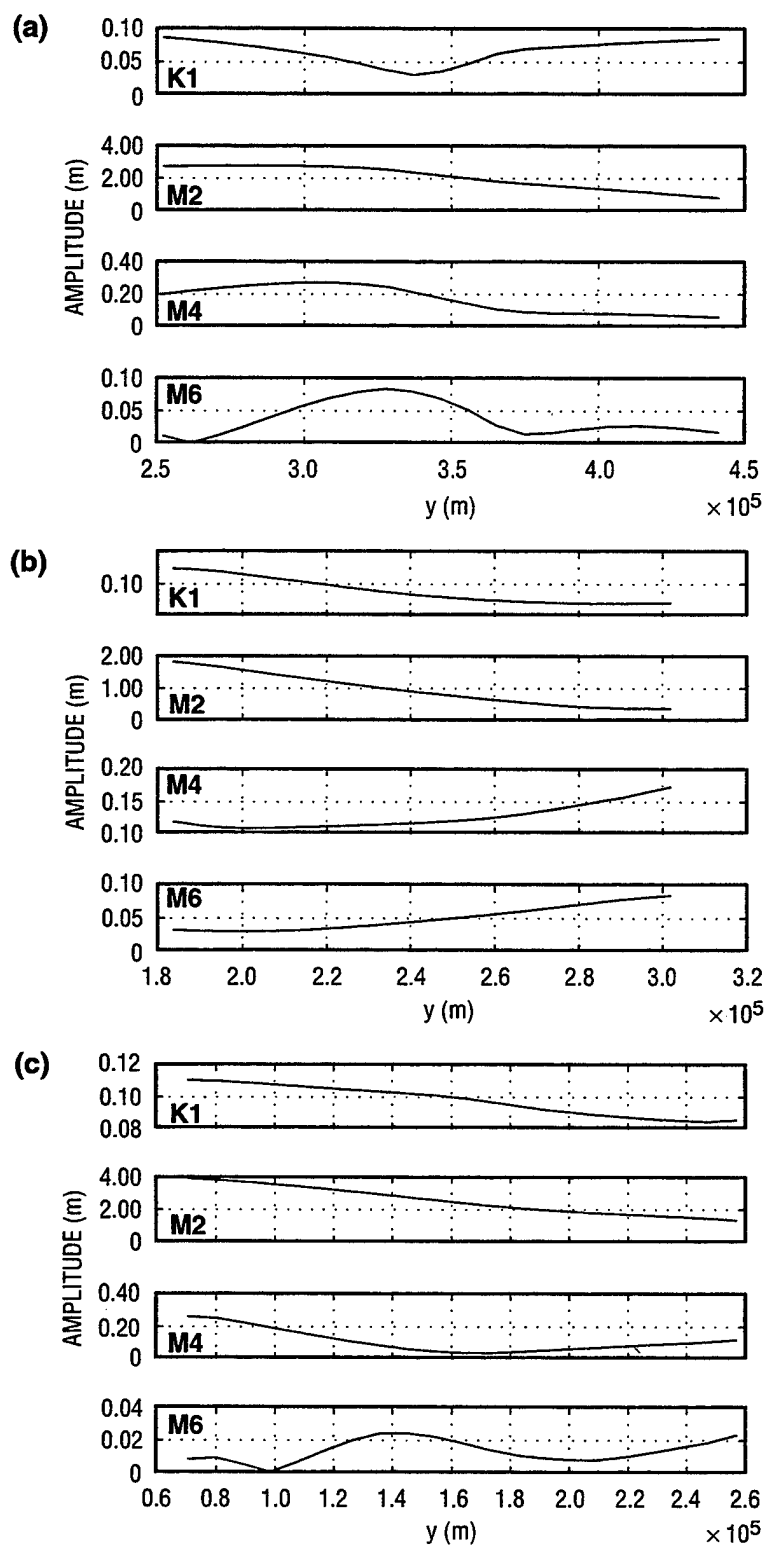 (a)
0.10
0.05
0
K1
4.00
2.00
0
M2
AMPLITUDE (m)
0.40
0.20
0
M4
0.10
0.05
0
M6
2.5 3.0 3.5 4.0 4.5
y (m) ×10⁵
(b)
0.10
K1
2.00
1.00
0
M2
AMPLITUDE (m)
0.20
0.15
0.10
M4
0.10
0.05
0
M6
1.8 2.0 2.2 2.4 2.6 2.8 3.0 3.2
y (m) ×10⁵
(c)
0.12
0.10
0.08
K1
4.00
2.00
0
M2
AMPLITUDE (m)
0.40
0.20
0
M4
0.04
0.02
0
M6
0.6 0.8 1.0 1.2 1.4 1.6 1.8 2.0 2.2 2.4 2.6
y (m) ×10⁵